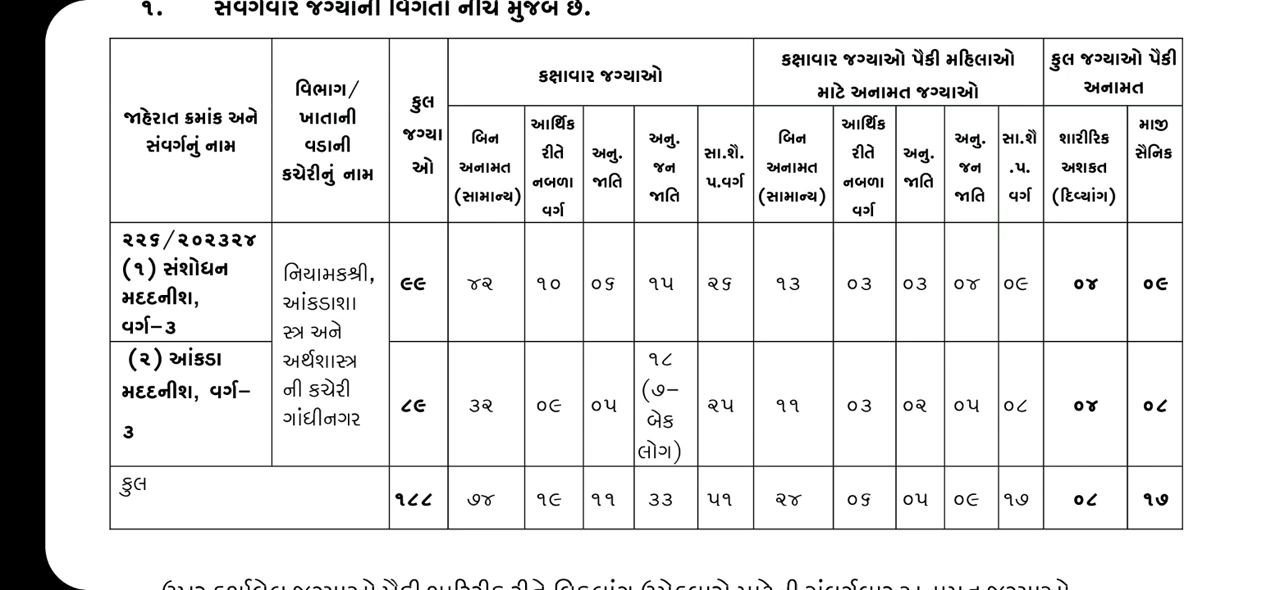 ૧. સંવર્ગવાર જગ્યાની વિગતો નીચે મુજબ છે.
જાહેરાત ક્રમાંક અને
સંવર્ગનું નામ
વિભાગ/
ખાતાની
વડાની
કચેરીનું નામ
કુલ
જગ્યા
ઓ
કક્ષાવાર જગ્યાઓ
કક્ષાવાર જગ્યાઓ પૈકી મહિલાઓ
માટે અનામત જગ્યાઓ
કુલ જગ્યાઓ પૈકી
અનામત
બિન
અનામત
(સામાન્ય)
આર્થિક
રીતે
નબળા
વર્ગ
અનુ.
જાતિ
અનુ.
જન
જાતિ
સા.શૈ.
પ.વર્ગ
બિન
અનામત
(સામાન્ય)
આર્થિક
રીતે
નબળા
વર્ગ
અનુ.
જાતિ
અનુ.
જન
જાતિ
સા.શૈ
.પ.
વર્ગ
શારીરિક
અશકત
(દિવ્યાંગ)
માજી
સૈનિક
૨૨૬/૨૦૨૩૨૪
(૧) સંશોધન
મદદનીશ,
વર્ગ-૩
નિયામકશ્રી,
આંકડાશા
સ્ત્ર અને
અર્થશાસ્ત્ર
ની કચેરી
ગાંધીનગર
૯૯ ૪૨ ૧૦ ૦૬ ૧૫ ૨૬ ૧૩ ૦૩ ૦૩ ૦૪ ૦૯ ૦૪ ૦૯
(૨) આંકડા
મદદનીશ, વર્ગ-
૩
૮૯ ૩૨ ૦૯ ૦૫
૧૮
(૭-
બેક
લોગ)
૨૫ ૧૧ ૦૩ ૦૨ ૦૫ ૦૮ ૦૪ ૦૮
કુલ ૧૮૮ ૭૪ ૧૯ ૧૧ ૩૩ ૫૧ ૨૪ ૦૬ ૦૫ ૦૯ ૧૭ ૦૮ ૧૭